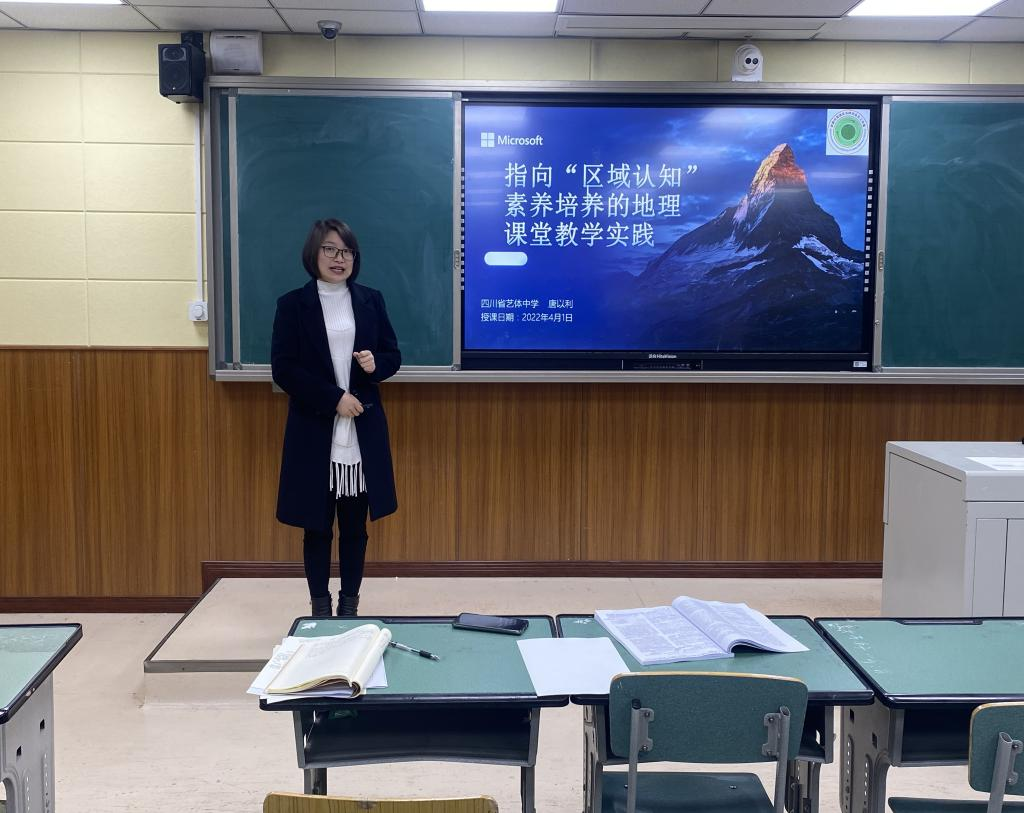 Microsoft
指向“区域认知”
素养培养的地理
课堂教学实践
四川省艺体中学 唐以利
授课日期：2022年4月1日
HiteVision